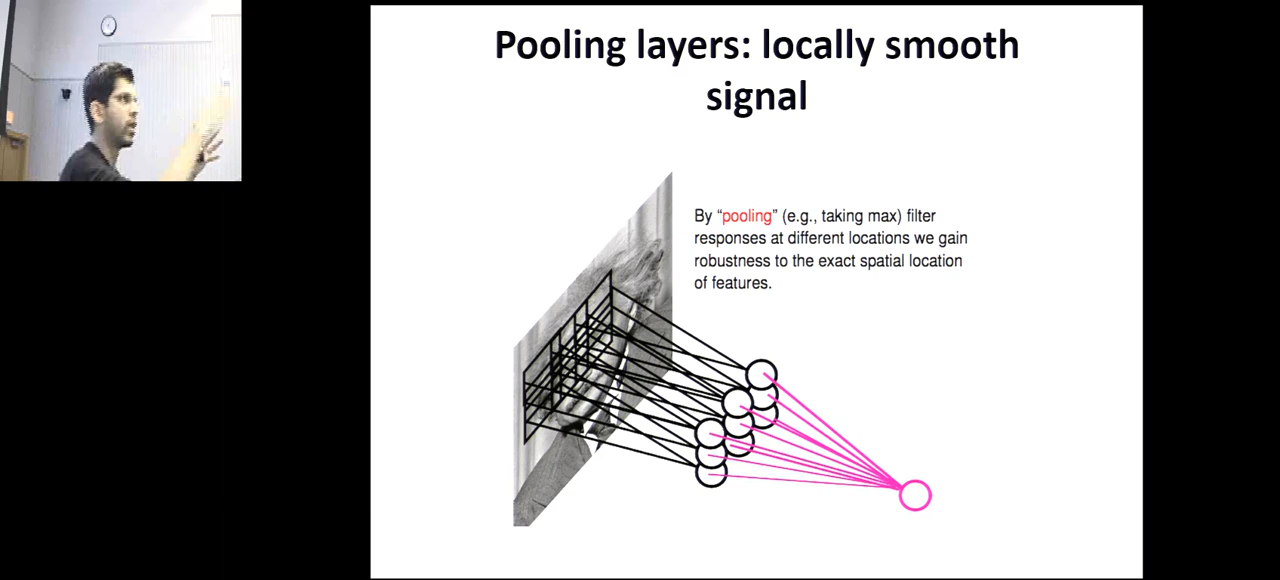 Pooling layers: locally smooth
signal
By “pooling” (e.g., taking max) filter
responses at different locations we gain
robustness to the exact spatial location
of features.